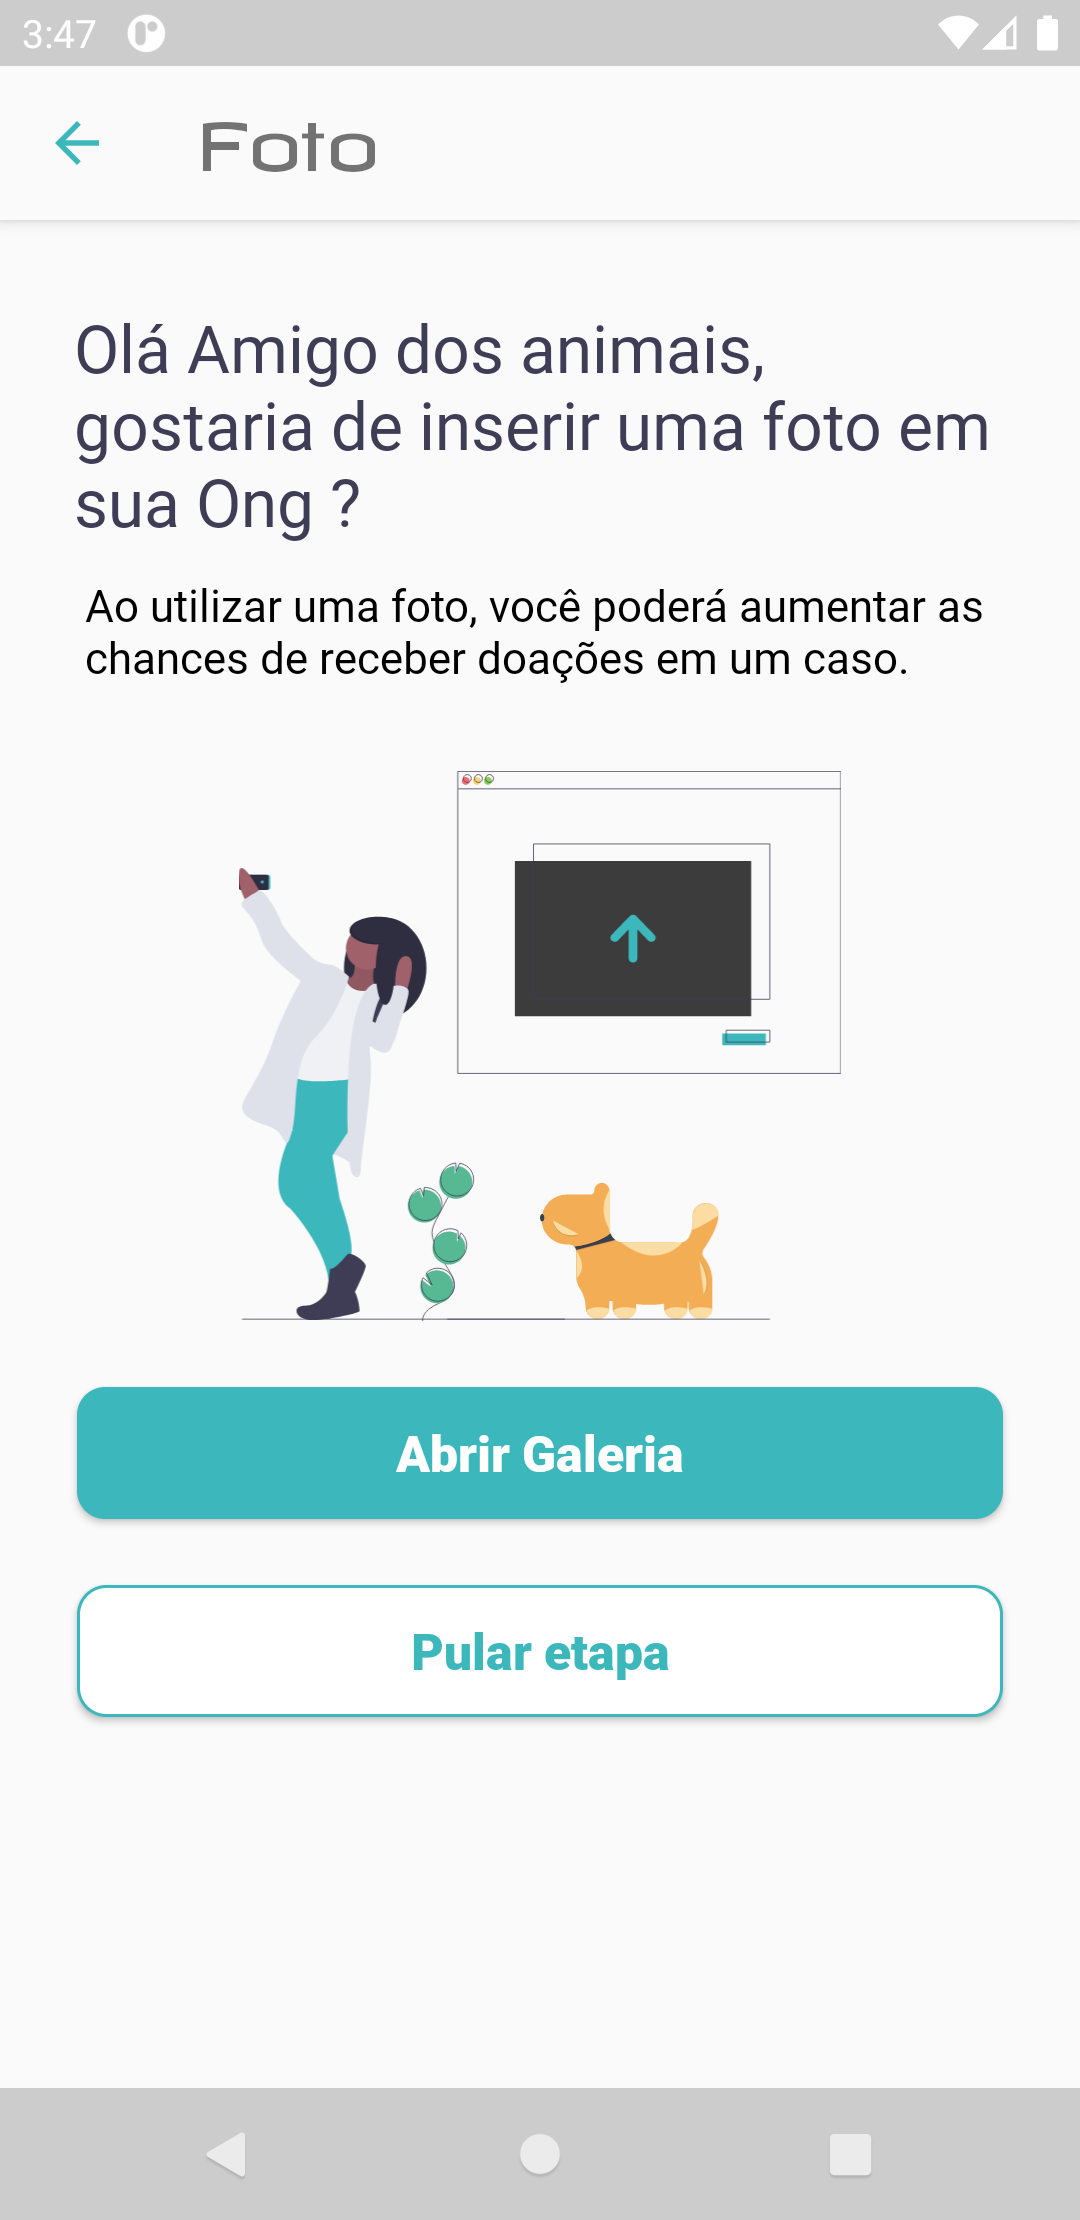 3:47
Foto
Olá Amigo dos animais,
gostaria de inserir uma foto em
sua Ong ?
Ao utilizar uma foto, você poderá aumentar as
chances de receber doações em um caso.
Abrir Galeria
Pular etapa